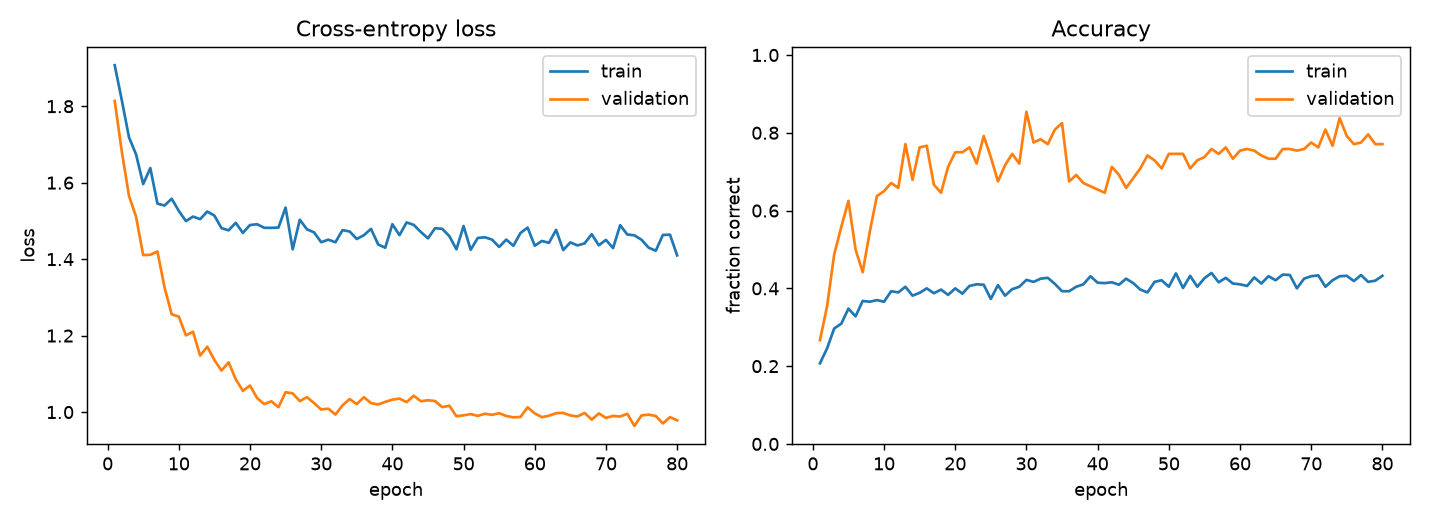 Cross-entropy loss
train
validation
1.8
1.6
1.4
1.2
1.0
loss
0 10 20 30 40 50 60 70 80
epoch
Accuracy
train
validation
1.0
0.8
0.6
0.4
0.2
0.0
fraction correct
0 10 20 30 40 50 60 70 80
epoch